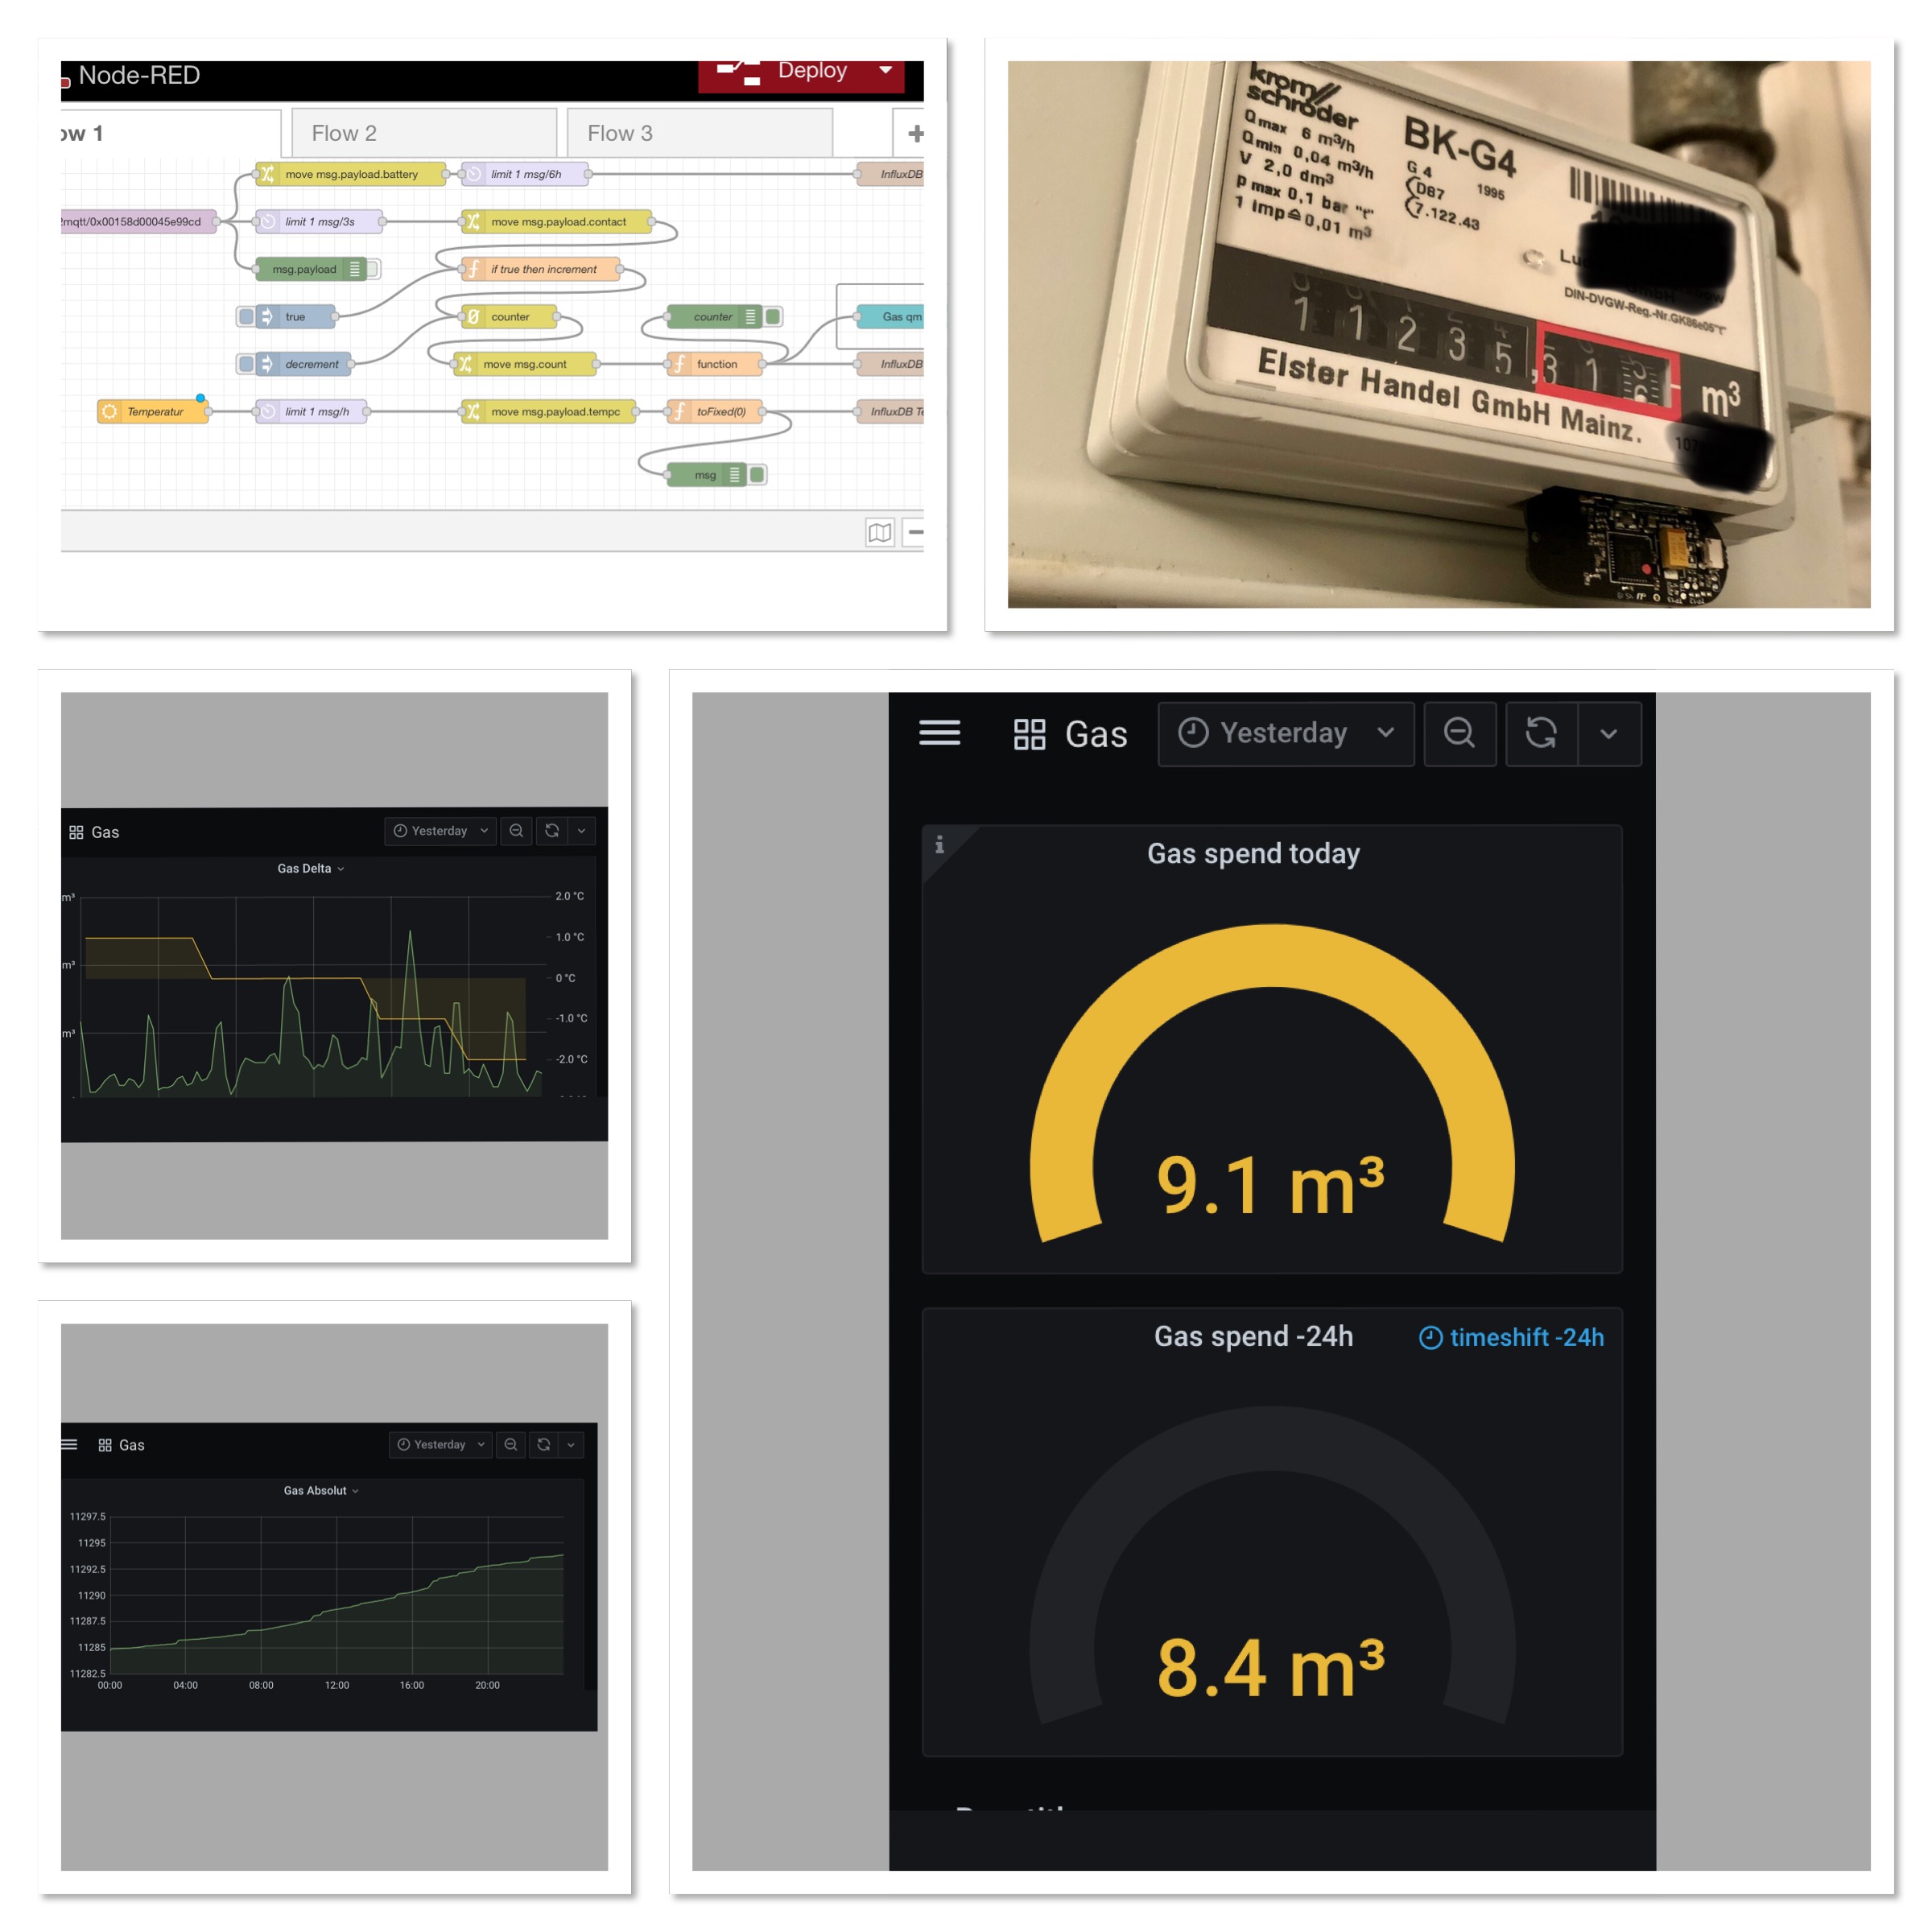 Node-RED
Deploy
ow 1
Flow 2
Flow 3
move msg.payload.battery
limit 1 msg/6h
InfluxDB
mqtt/0x00158d00045e99cd
limit 1 msg/3s
move msg.payload.contact
msg.payload
if true then increment
true
counter
counter
Gas qm
decrement
move msg.count
function
InfluxDB
Temperatur
limit 1 msg/h
move msg.payload.tempc
toFixed(0)
InfluxDB Te
msg
krom//
schröder
Qmax 6 m³/h
Qmin 0,04 m³/h
V 2,0 dm³
p max 0,1 bar "t"
1 imp≙0,01 m³
BK-G4
G 4 1995
D87
7.122.43
Lu
DIN-DVGW-Reg.-Nr.GK86e05"t"
1 1 2 3 5,3 1
m³
Elster Handel GmbH Mainz.
107
Gas
Yesterday
Gas Delta
m³
m³
m³
2.0 °C
1.0 °C
0 °C
-1.0 °C
-2.0 °C
Gas
Yesterday
Gas spend today
9.1 m³
Gas spend -24h
timeshift -24h
8.4 m³
Gas
Yesterday
Gas Absolut
11297.5
11295
11292.5
11290
11287.5
11285
11282.5
00:00 04:00 08:00 12:00 16:00 20:00